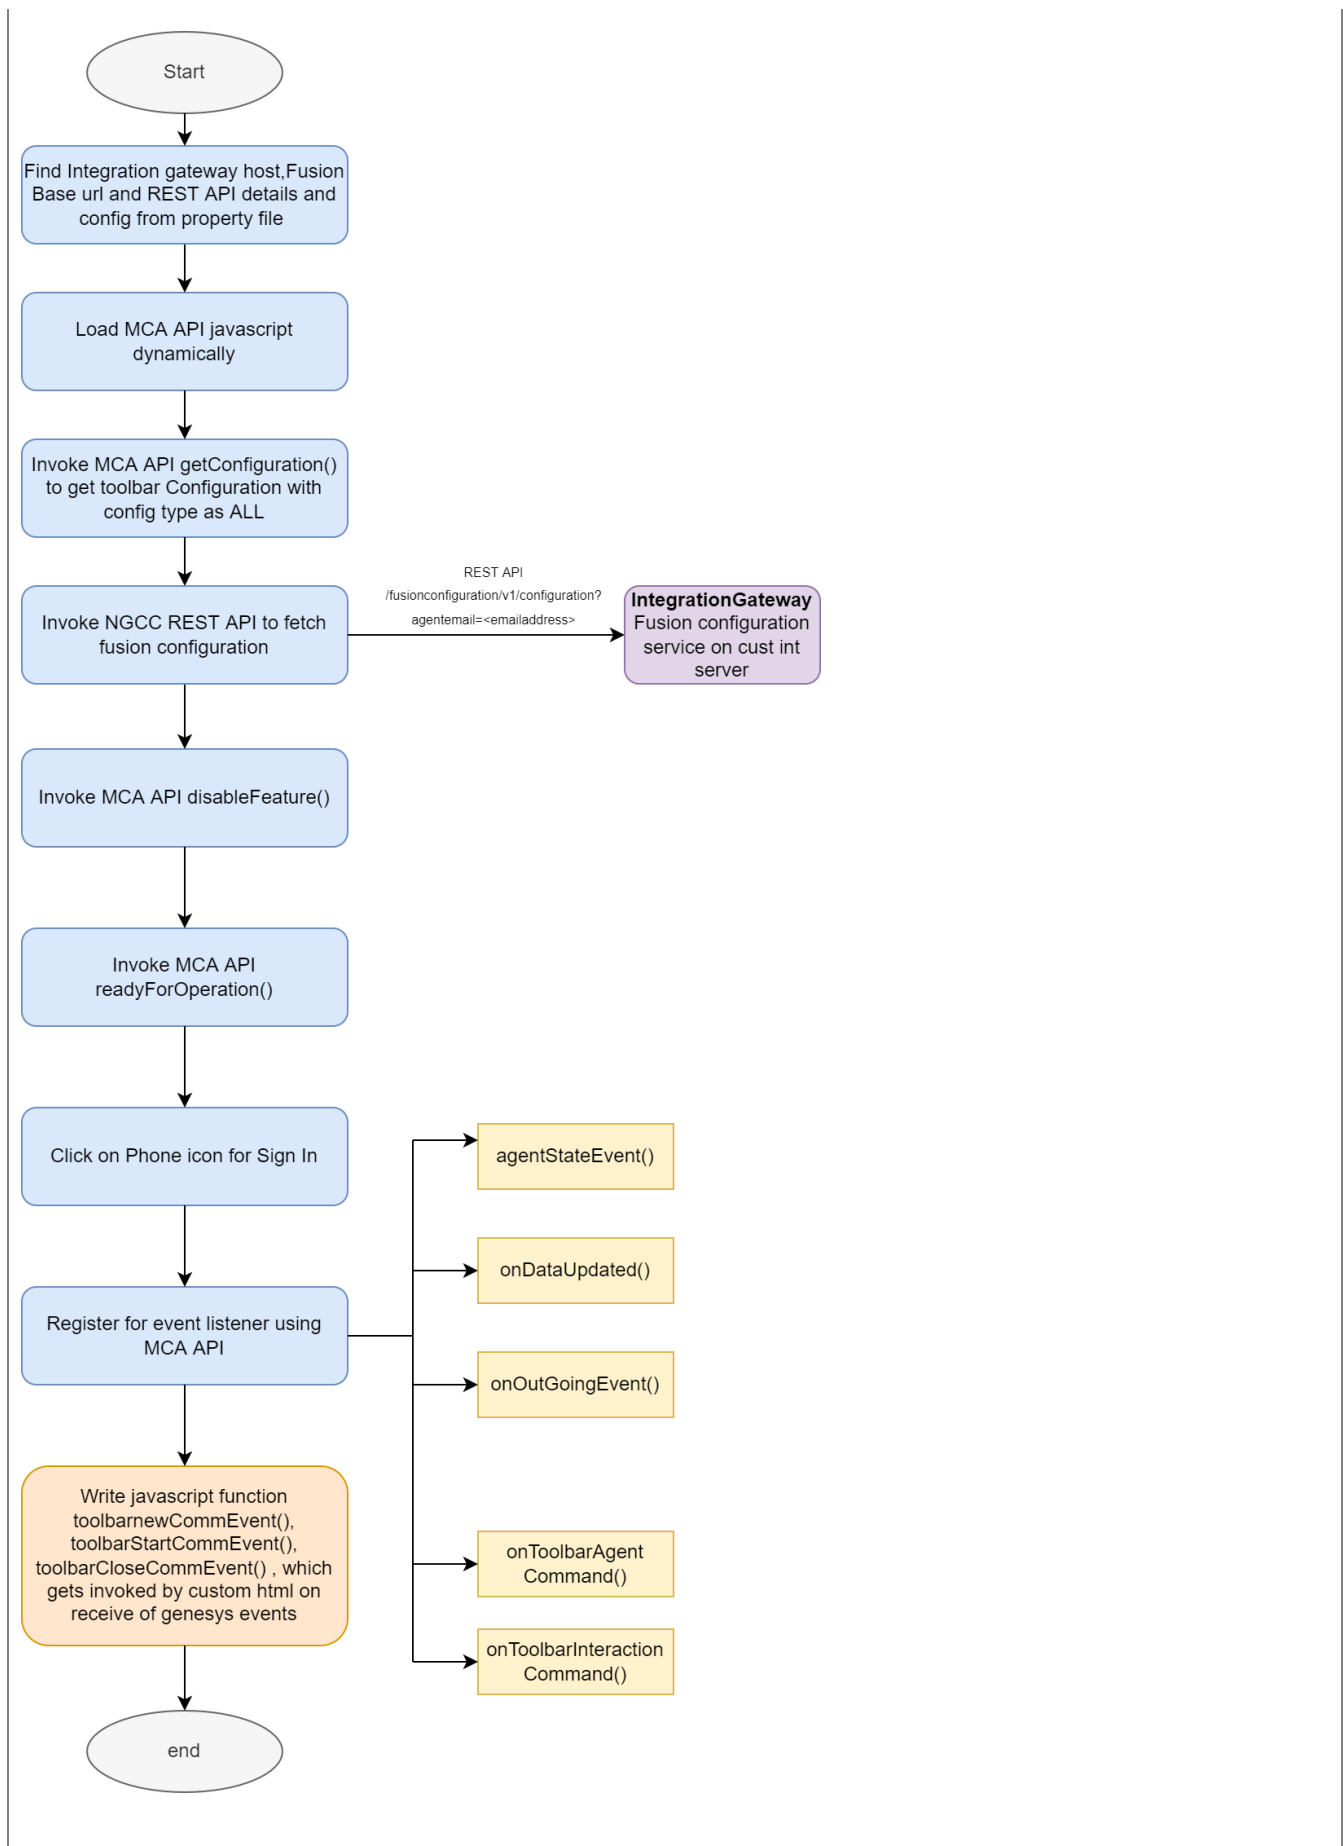 Start
Find Integration gateway host,Fusion
Base url and REST API details and
config from property file
Load MCA API javascript
dynamically
Invoke MCA API getConfiguration()
to get toolbar Configuration with
config type as ALL
Invoke NGCC REST API to fetch
fusion configuration
REST API
/fusionconfiguration/v1/configuration?
agentemail=<emailaddress>
IntegrationGateway
Fusion configuration
service on cust int
server
Invoke MCA API disableFeature()
Invoke MCA API
readyForOperation()
Click on Phone icon for Sign In
Register for event listener using
MCA API
agentStateEvent()
onDataUpdated()
onOutGoingEvent()
onToolbarAgent
Command()
onToolbarInteraction
Command()
Write javascript function
toolbarnewCommEvent(),
toolbarStartCommEvent(),
toolbarCloseCommEvent() , which
gets invoked by custom html on
receive of genesys events
end